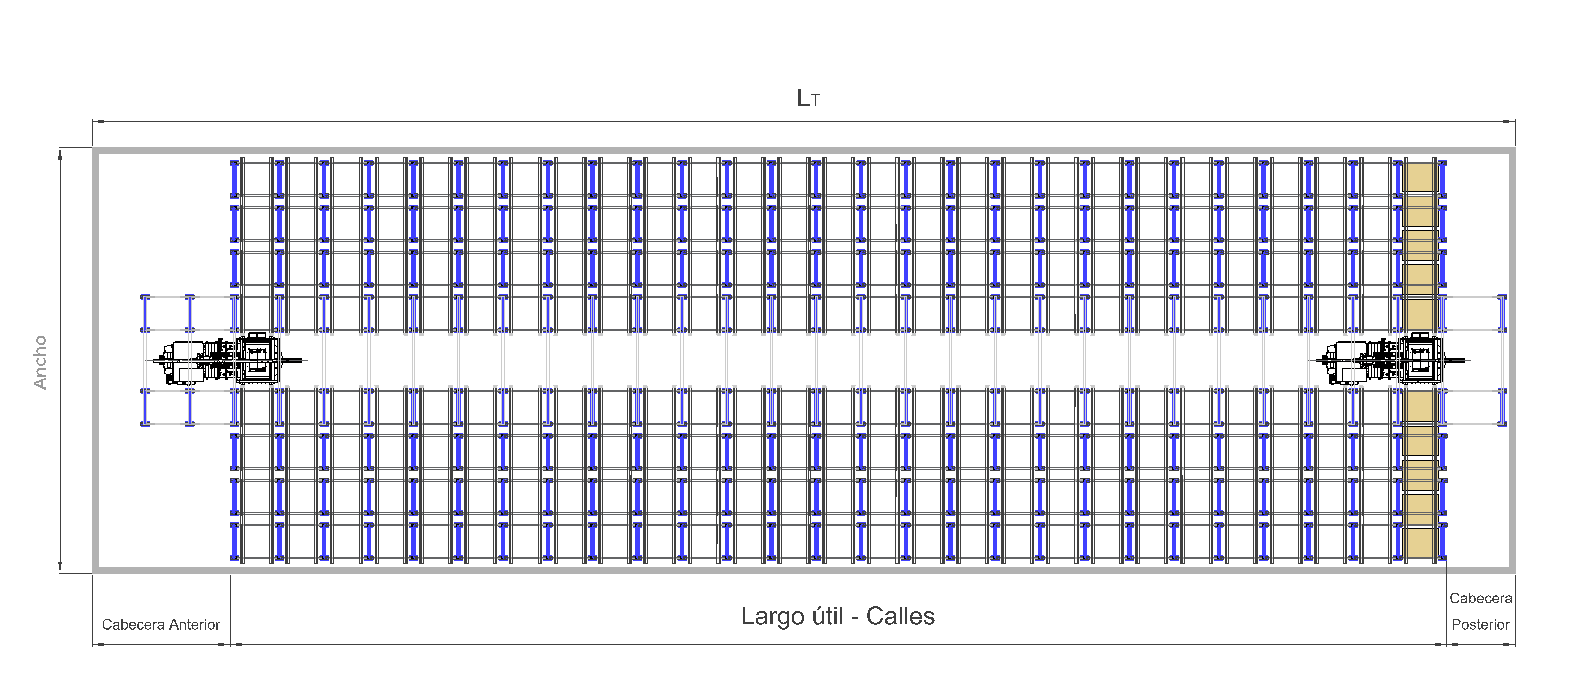 LT
Ancho
Largo útil - Calles
Cabecera Anterior
Cabecera
Posterior